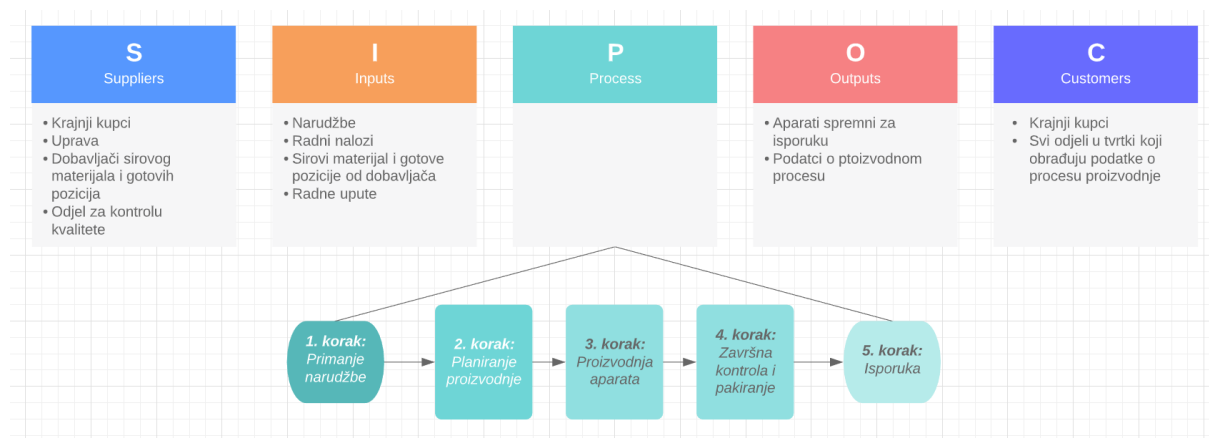 S
Suppliers
I
Inputs
P
Process
O
Outputs
C
Customers
• Krajnji kupci
• Uprava
• Dobavljači sirovog
materijala i gotovih
pozicija
• Odjel za kontrolu
kvalitete
• Narudžbe
• Radni nalozi
• Sirovi materijal i gotove
pozicije od dobavljača
• Radne upute
• Aparati spremni za
isporuku
• Podatci o ptoizvodnom
procesu
• Krajnji kupci
• Svi odjeli u tvrtki koji
obrađuju podatke o
procesu proizvodnje
1. korak:
Primanje
narudžbe
2. korak:
Planiranje
proizvodnje
3. korak:
Proizvodnja
aparata
4. korak:
Završna
kontrola i
pakiranje
5. korak:
Isporuka